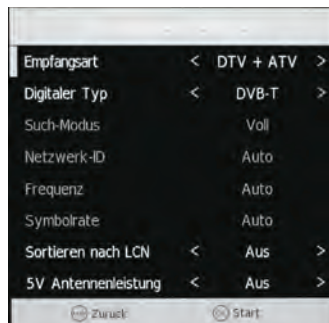 Empfangsart < DTV + ATV >
Digitaler Typ < DVB-T >
Such-Modus Voll
Netzwerk-ID Auto
Frequenz Auto
Symbolrate Auto
Sortieren nach LCN < Aus >
5V Antennenleistung < Aus >
Zurück OK Start